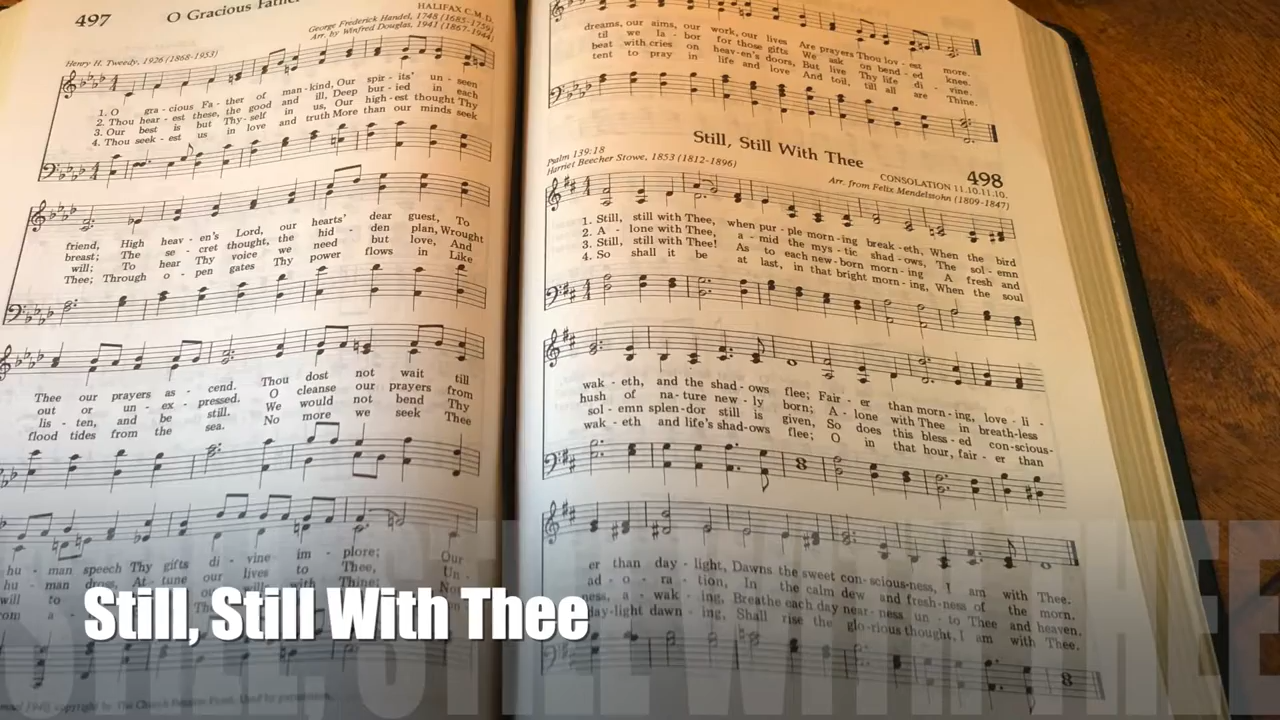 497
O Gracious Father
HALIFAX C.M.D.
George Frederick Handel, 1748 (1685-1759)
Arr. by Winfred Douglas, 1941 (1867-1944)
Henry H. Tweedy, 1926 (1868-1953)
1. O gra - cious Fa - ther of man - kind, Our spir - its' un - seen
2. Thou hear - est these, the good and ill, Deep bur - ied in each
3. Our best is but Thy - self in us, Our high - est thought Thy
4. Thou seek - est us in love and truth More than our minds seek
friend, High heav - en's Lord, our hearts' dear guest, To
breast; The se - cret thought, the hid - den plan, Wrought
will; To hear Thy voice we need but love, And
Thee; Through o - pen gates Thy power flows in Like
Thee our prayers as - cend. Thou dost not wait till
out or un - ex - pressed. O cleanse our prayers from
lis - ten, and be still. We would not bend Thy
flood tides from the sea. No more we seek Thee
hu - man speech Thy gifts di - vine im - plore; Our
hu - man dross, At - tune our lives to Thee, Un -
will to with Thine;
dreams, our aims, our work, our lives Are prayers Thou lov - est more.
til we la - bor for those gifts We ask on bend - ed knee.
beat with cries on heav - en's doors, But live Thy life di - vine.
tent to pray in life and love And toil, till all are Thine.
Still, Still With Thee
498
Psalm 139:18
Harriet Beecher Stowe, 1853 (1812-1896)
CONSOLATION 11.10.11.10.
Arr. from Felix Mendelssohn (1809-1847)
1. Still, still with Thee, when pur - ple morn - ing break - eth, When the bird
2. A - lone with Thee, a - mid the mys - tic shad - ows, The sol - emn
3. Still, still with Thee! As to each new - born morn - ing A fresh and
4. So shall it be at last, in that bright morn - ing, When the soul
wak - eth, and the shad - ows flee; Fair - er than morn - ing, love - li -
hush of na - ture new - ly born; A - lone with Thee in breath - less
sol - emn splen - dor still is given, So does this bless - ed con - scious-
wak - eth and life's shad - ows flee; O in that hour, fair - er than
er than day - light, Dawns the sweet con - scious - ness, I am with Thee.
ad - o - ra - tion, In the calm dew and fresh - ness of the morn.
ness, a - wak - ing, Breathe each day near - ness un - to Thee and heaven.
day - light dawn - ing, Shall rise the glo - rious thought, I am with Thee.
Still, Still With Thee
STILL, STILL WITH THEE